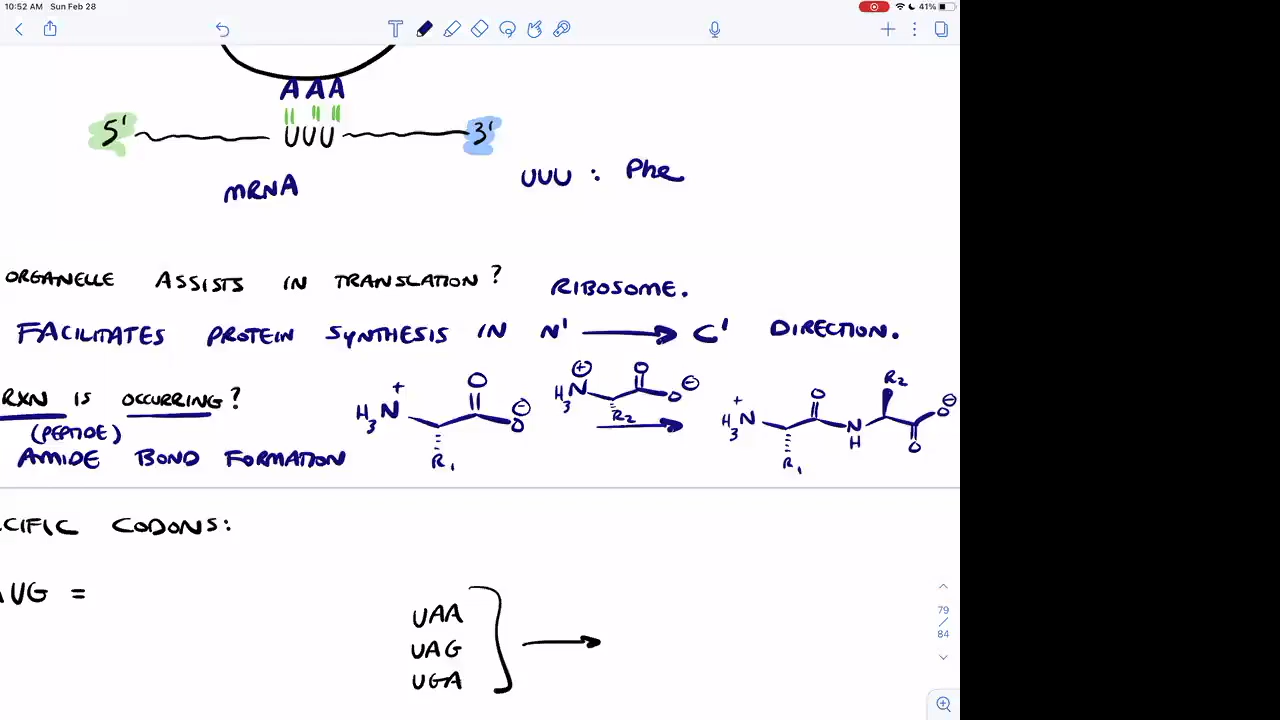 10:52 AM Sun Feb 28
41%
A A A
5' UUU 3'
mRNA
UUU : Phe
ORGANELLE ASSISTS IN TRANSLATION? RIBOSOME.
FACILITATES PROTEIN SYNTHESIS IN N' → C' DIRECTION.
RXN IS OCCURRING?
(PEPTIDE)
AMIDE BOND FORMATION
+ H3N O O ⊖ R1
⊕ H3N O O ⊖ R2
+ H3N R1 O N H R2 O O ⊖
CIFIC CODONS:
AUG =
UAA
UAG
UGA
79
/
84